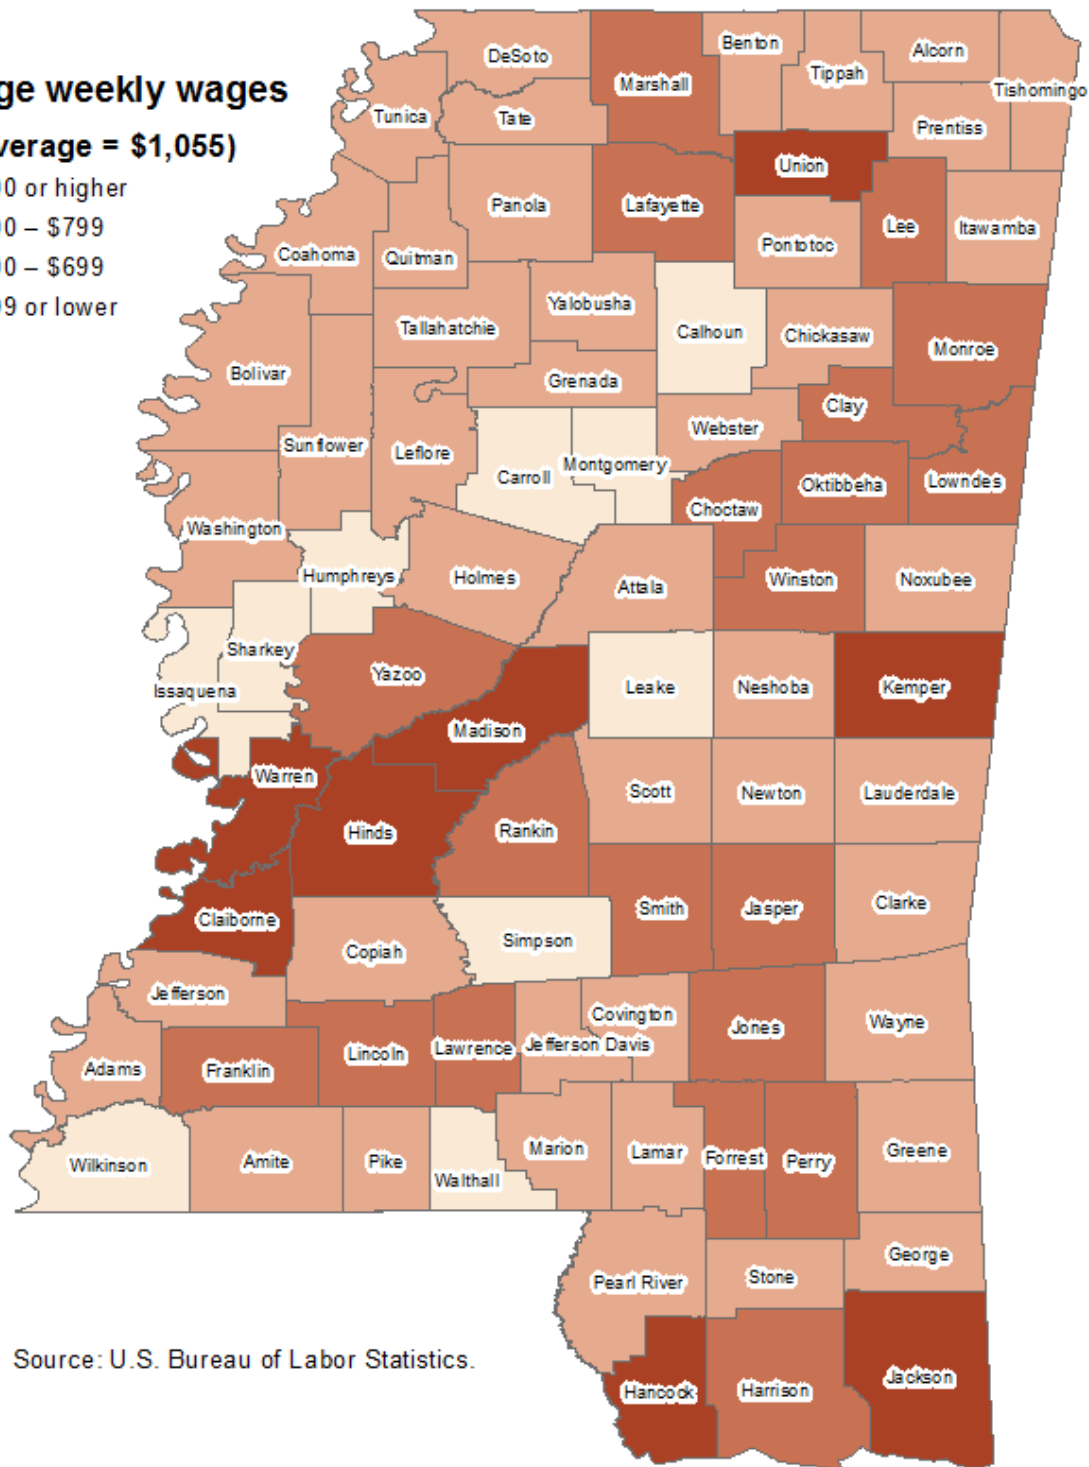 ge weekly wages
verage = $1,055)
00 or higher
00 – $799
00 – $699
99 or lower
DeSoto
Marshall
Benton
Tippah
Alcorn
Tishomingo
Tunica
Tate
Prentiss
Union
Panola
Lafayette
Lee
Itawamba
Pontotoc
Coahoma
Quitman
Yalobusha
Tallahatchie
Calhoun
Chickasaw
Monroe
Bolivar
Grenada
Clay
Webster
Sunflower
Leflore
Montgomery
Carroll
Oktibbeha
Lowndes
Choctaw
Washington
Humphreys
Holmes
Attala
Winston
Noxubee
Sharkey
Yazoo
Issaquena
Leake
Neshoba
Kemper
Madison
Warren
Scott
Newton
Lauderdale
Hinds
Rankin
Claiborne
Smith
Jasper
Clarke
Simpson
Copiah
Jefferson
Covington
Wayne
Jones
Lincoln
Lawrence
Jefferson Davis
Adams
Franklin
Marion
Lamar
Forrest
Perry
Greene
Wilkinson
Amite
Pike
Walthall
George
Pearl River
Stone
Source: U.S. Bureau of Labor Statistics.
Hancock
Harrison
Jackson